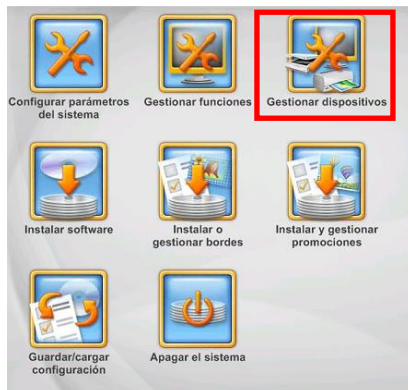 Configurar parámetros
del sistema
Gestionar funciones
Gestionar dispositivos
Instalar software
Instalar o
gestionar bordes
Instalar y gestionar
promociones
Guardar/cargar
configuración
Apagar el sistema